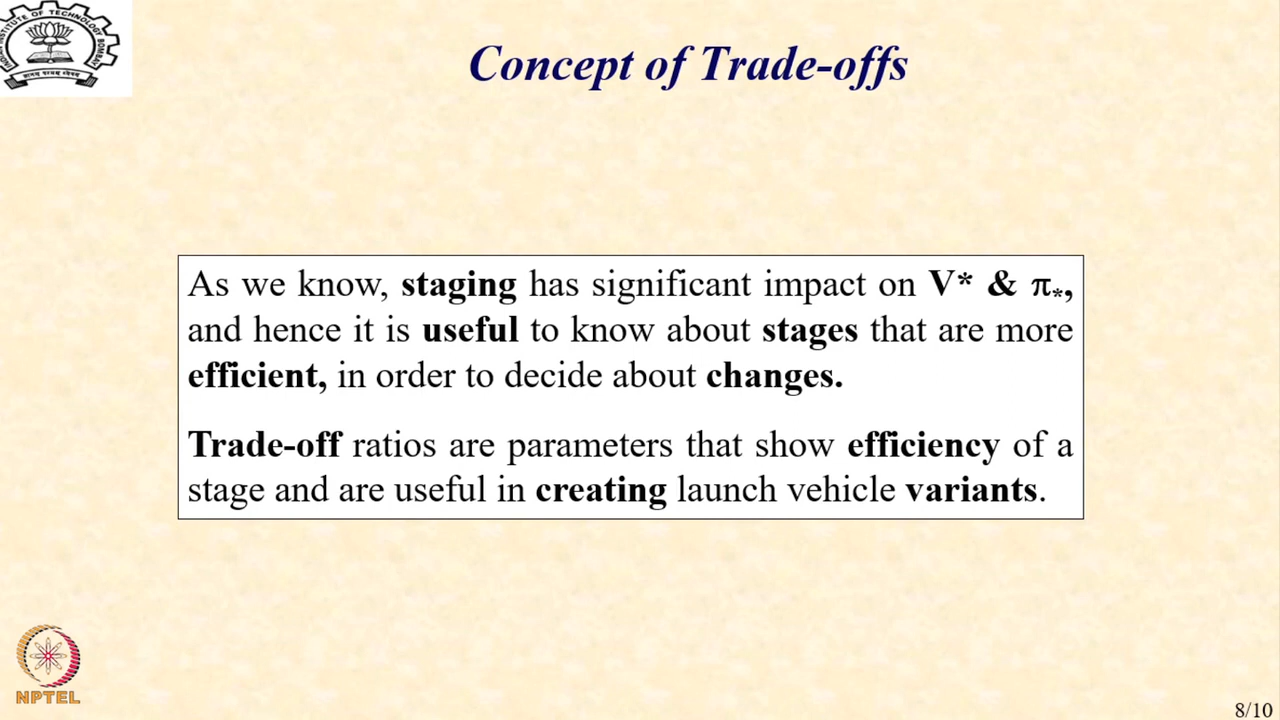 Concept of Trade-offs
As we know, staging has significant impact on V* & π*,
and hence it is useful to know about stages that are more
efficient, in order to decide about changes.
Trade-off ratios are parameters that show efficiency of a
stage and are useful in creating launch vehicle variants.
NPTEL
8/10